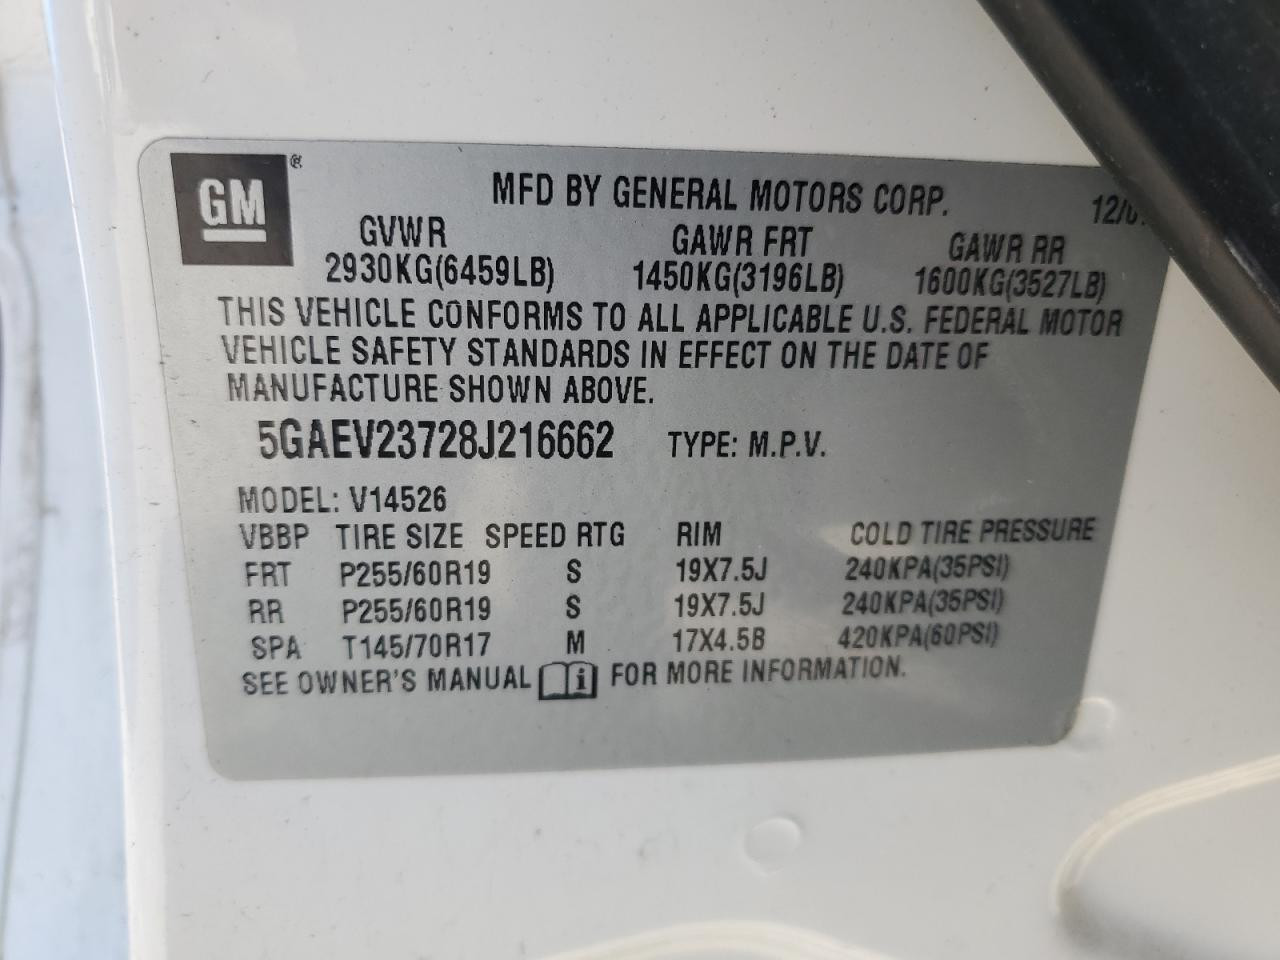 GM ®
MFD BY GENERAL MOTORS CORP. 12/0
GVWR GAWR FRT GAWR RR
2930KG(6459LB) 1450KG(3196LB) 1600KG(3527LB)
THIS VEHICLE CONFORMS TO ALL APPLICABLE U.S. FEDERAL MOTOR
VEHICLE SAFETY STANDARDS IN EFFECT ON THE DATE OF
MANUFACTURE SHOWN ABOVE.
5GAEV23728J216662 TYPE: M.P.V.
MODEL: V14526
VBBP TIRE SIZE SPEED RTG RIM COLD TIRE PRESSURE
FRT P255/60R19 S 19X7.5J 240KPA(35PSI)
RR P255/60R19 S 19X7.5J 240KPA(35PSI)
SPA T145/70R17 M 17X4.5B 420KPA(60PSI)
SEE OWNER'S MANUAL i FOR MORE INFORMATION.